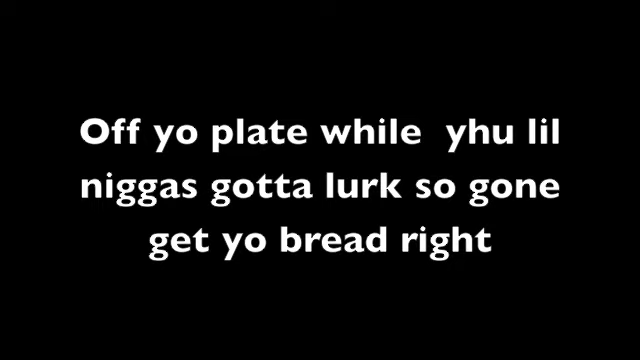 Off yo plate while  yhu lil
niggas gotta lurk so gone
get yo bread right